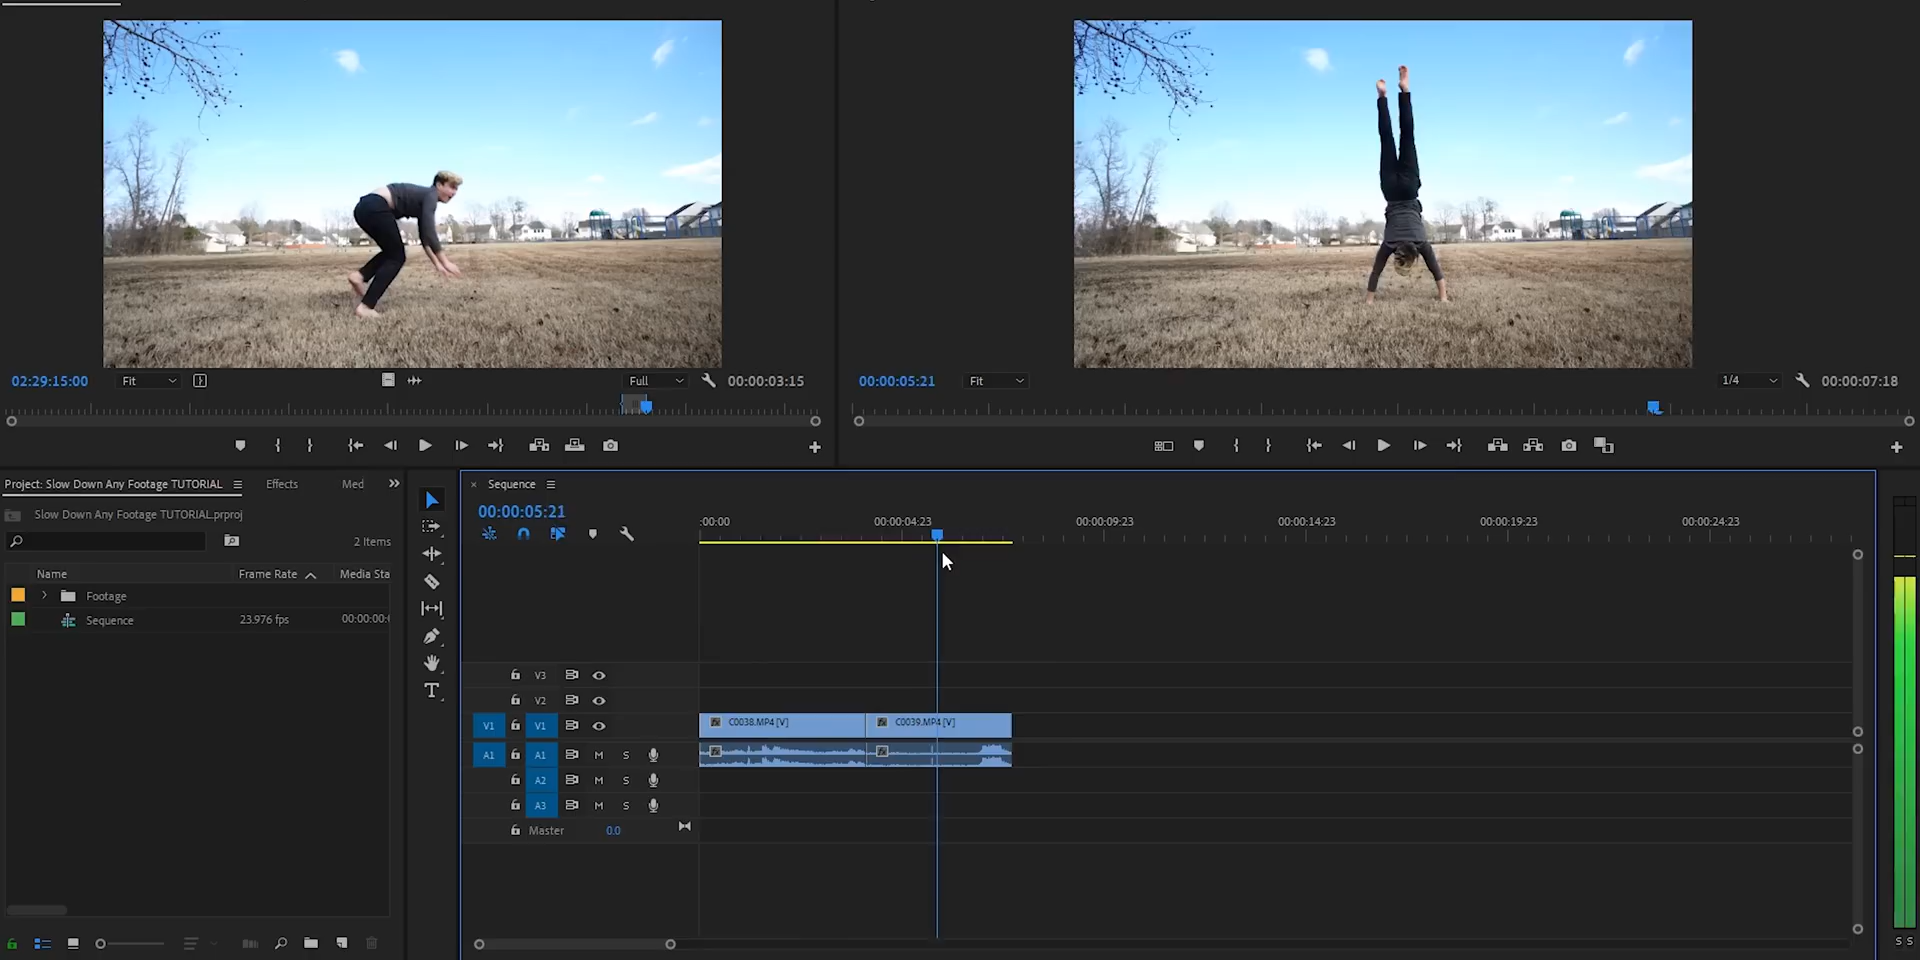 02:29:15:00 Fit Full 00:00:03:15
00:00:05:21 Fit 1/4 00:00:07:18
Project: Slow Down Any Footage TUTORIAL Effects Med
Slow Down Any Footage TUTORIAL.prproj
2 Items
Name Frame Rate Media Sta
Footage
Sequence 23.976 fps 00:00:00:
Sequence
00:00:05:21
:00:00 00:00:04:23 00:00:09:23 00:00:14:23 00:00:19:23 00:00:24:23
V3
V2
V1 V1 C0038.MP4 [V] C0039.MP4 [V]
A1 A1 M S
A2 M S
A3 M S
Master 0.0
S S